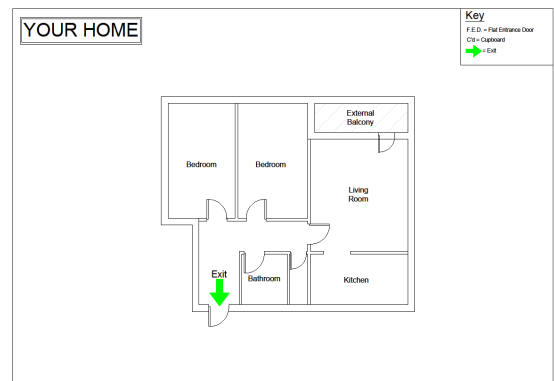 YOUR HOME
Key
F.E.D. = Flat Entrance Door
C'd = Cupboard
= Exit
External
Balcony
Bedroom
Bedroom
Living
Room
Exit
Bathroom
Kitchen